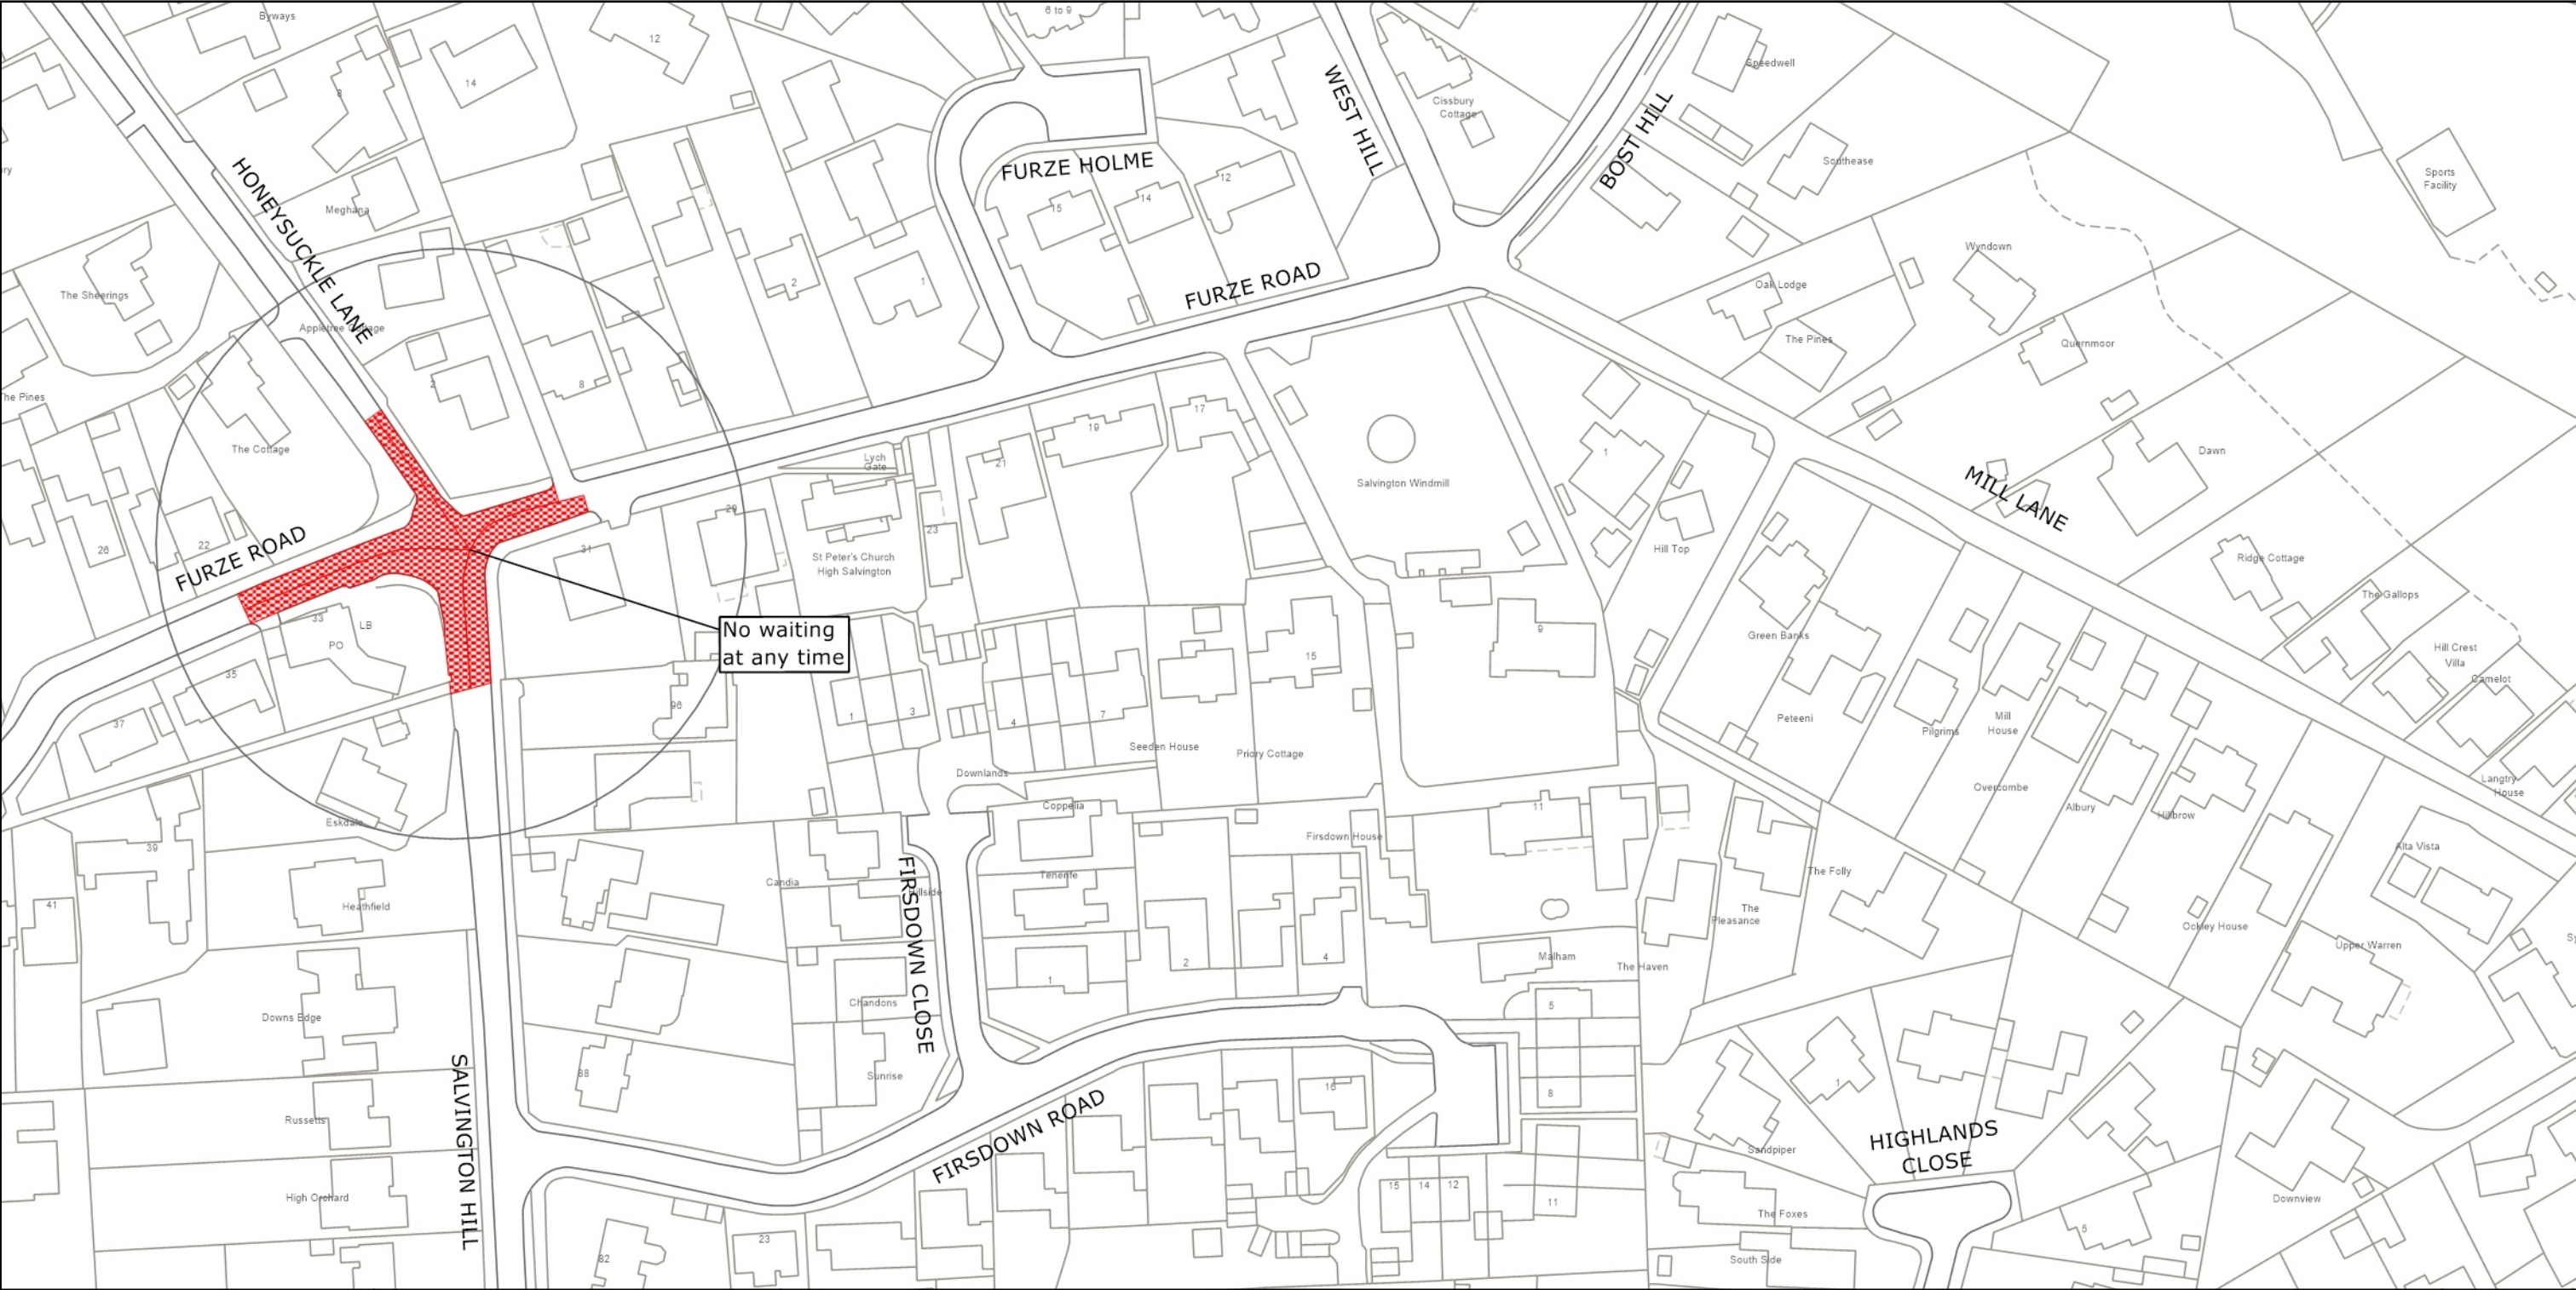 Byways
6 to 9
12
14
8
Speedwell
Cissbury
Cottage
WEST HILL
BOST HILL
Southease
Sports
Facility
HONEYSUCKLE LANE
FURZE HOLME
15
14
12
Meghana
Wyndown
The Sheerings
2
1
FURZE ROAD
Oak Lodge
Appletree Cottage
The Pines
Quernmoor
2
8
The Pines
The Cottage
Lych
Gate
21
19
17
Salvington Windmill
1
Dawn
MILL LANE
29
23
26
22
31
St Peter's Church
High Salvington
Hill Top
Ridge Cottage
FURZE ROAD
The Gallops
33
LB
PO
No waiting
at any time
9
15
Green Banks
Hill Crest
Villa
Camelot
35
37
96
1
3
4
7
Peteeni
Pilgrims
Mill
House
Seeden House
Priory Cottage
Downlands
Overcombe
Albury
Hillbrow
Langtry
House
Eskdale
Coppelia
11
Firsdown House
39
Alta Vista
Candia
Hillside
Tenerife
The Folly
41
Heathfield
The
Pleasance
Ockley House
Upper Warren
FIRSDOWN CLOSE
2
4
Malham
The Haven
1
Chandons
5
Downs Edge
88
Sunrise
16
8
1
SALVINGTON HILL
FIRSDOWN ROAD
Russetts
HIGHLANDS
CLOSE
Sandpiper
High Orchard
15
14
12
11
The Foxes
Downview
5
82
23
South Side